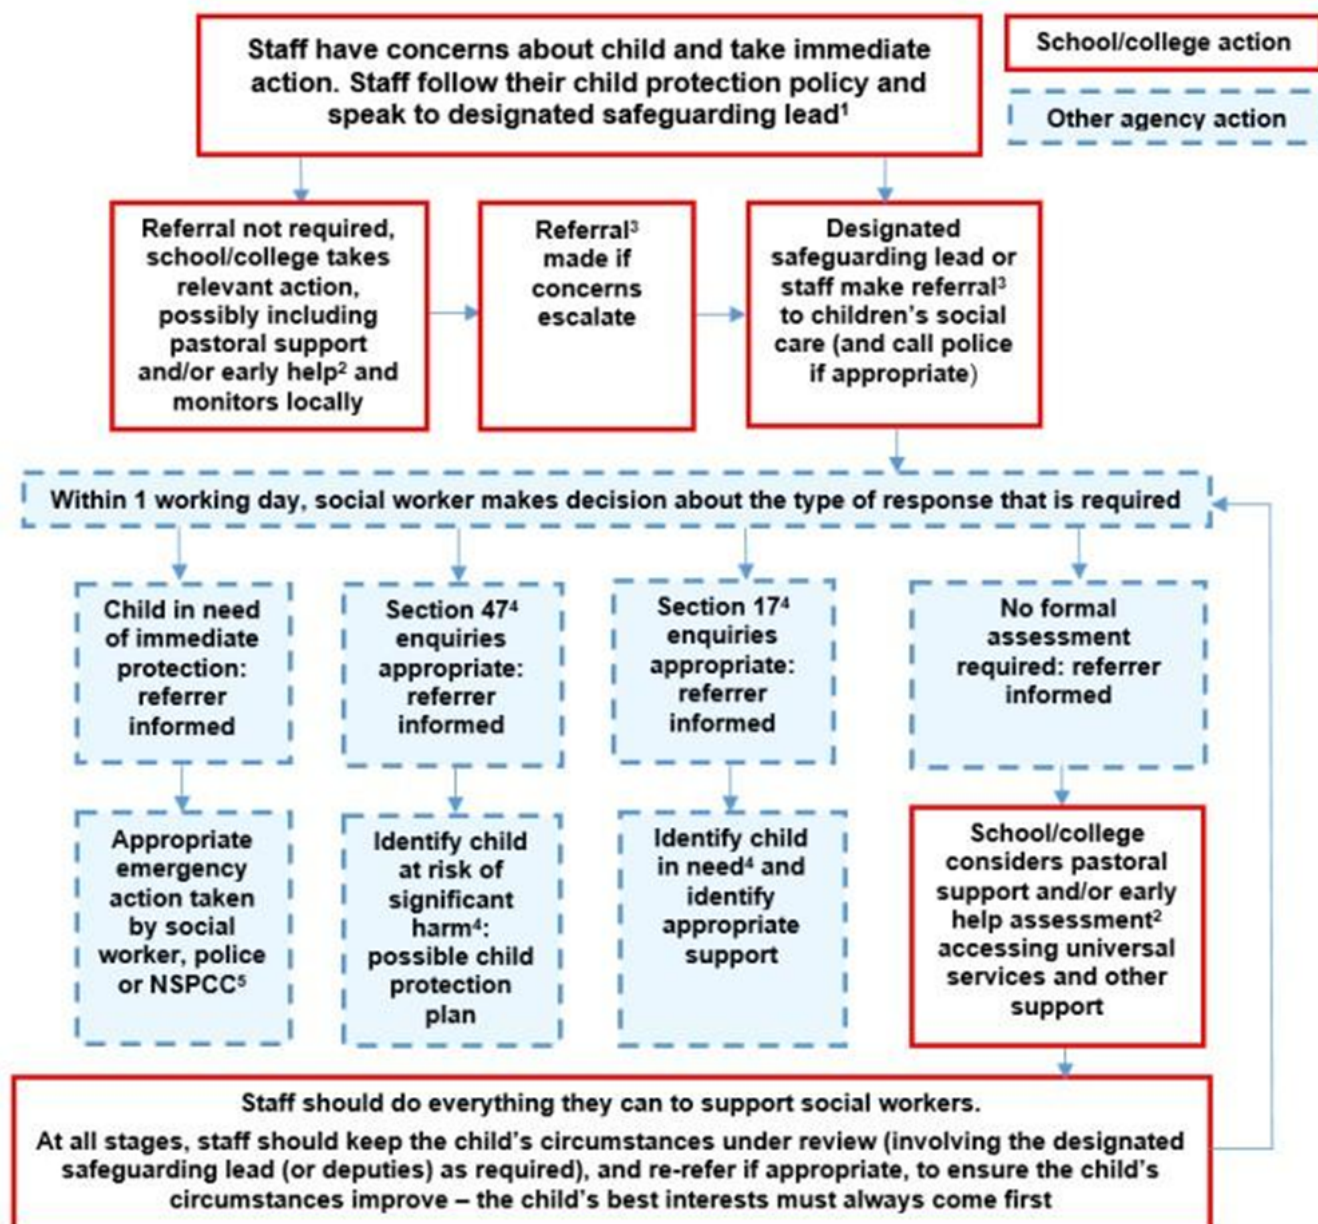 Staff have concerns about child and take immediate
action. Staff follow their child protection policy and
speak to designated safeguarding lead¹
School/college action
Other agency action
Referral not required,
school/college takes
relevant action,
possibly including
pastoral support
and/or early help² and
monitors locally
Referral³
made if
concerns
escalate
Designated
safeguarding lead or
staff make referral³
to children's social
care (and call police
if appropriate)
Within 1 working day, social worker makes decision about the type of response that is required
Child in need
of immediate
protection:
referrer
informed
Section 47⁴
enquiries
appropriate:
referrer
informed
Section 17⁴
enquiries
appropriate:
referrer
informed
No formal
assessment
required: referrer
informed
Appropriate
emergency
action taken
by social
worker, police
or NSPCC⁵
Identify child
at risk of
significant
harm⁴:
possible child
protection
plan
Identify child
in need⁴ and
identify
appropriate
support
School/college
considers pastoral
support and/or early
help assessment²
accessing universal
services and other
support
Staff should do everything they can to support social workers.
At all stages, staff should keep the child's circumstances under review (involving the designated
safeguarding lead (or deputies) as required), and re-refer if appropriate, to ensure the child's
circumstances improve – the child's best interests must always come first